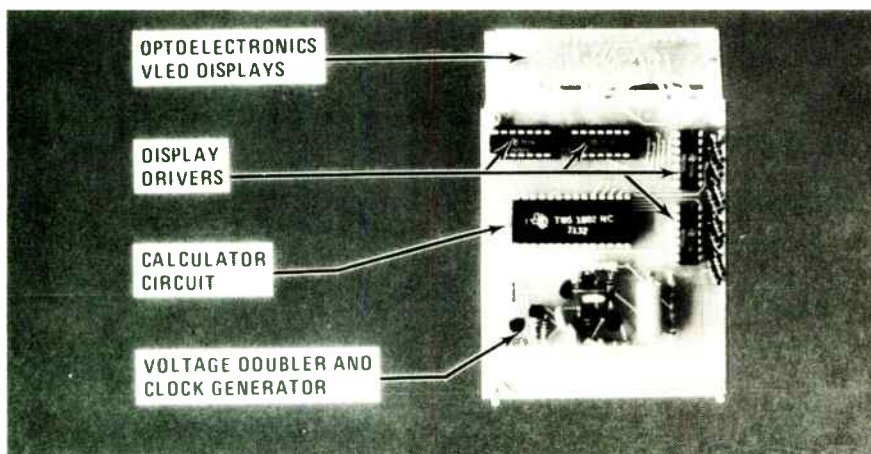 OPTOELECTRONICS
VLED DISPLAYS
DISPLAY
DRIVERS
CALCULATOR
CIRCUIT
TMS 1802 NC
7132
VOLTAGE DOUBLER AND
CLOCK GENERATOR